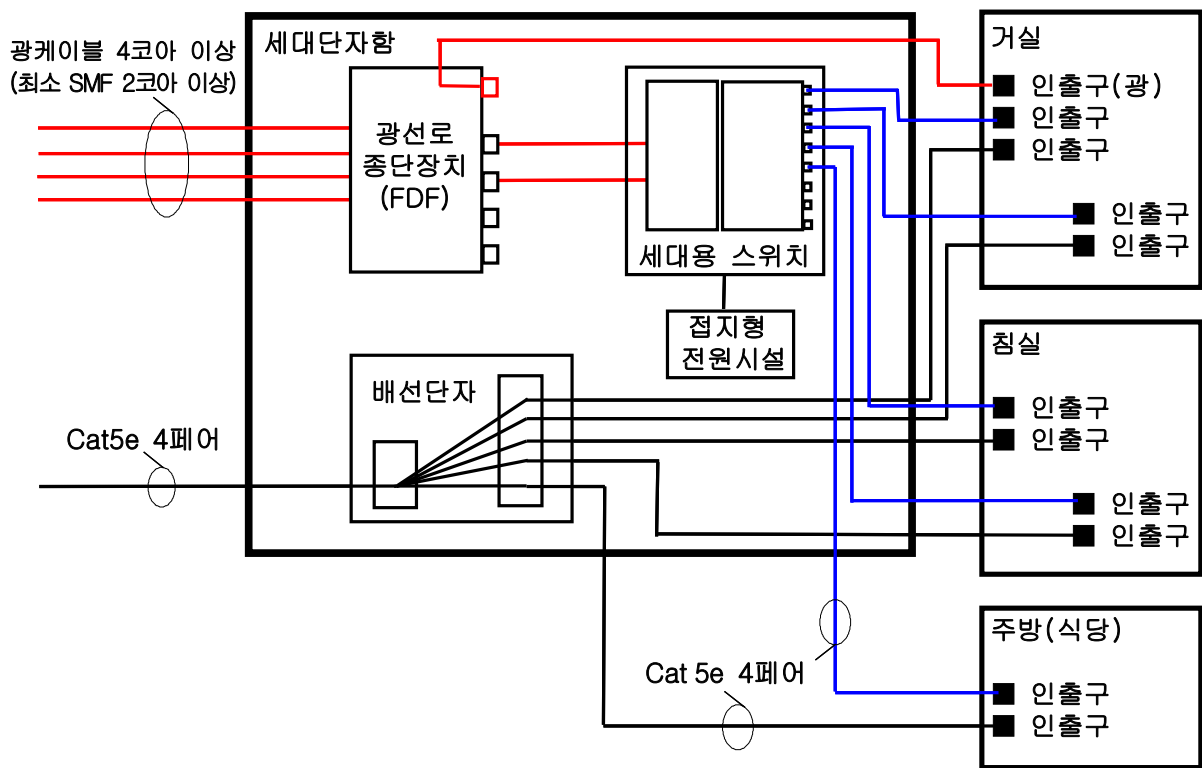 광케이블 4코아 이상
(최소 SMF 2코아 이상)
세대단자함
광선로
종단장치
(FDF)
세대용 스위치
접지형
전원시설
배선단자
Cat5e 4페어
Cat 5e 4페어
거실
인출구(광)
인출구
인출구
인출구
인출구
침실
인출구
인출구
인출구
인출구
주방(식당)
인출구
인출구